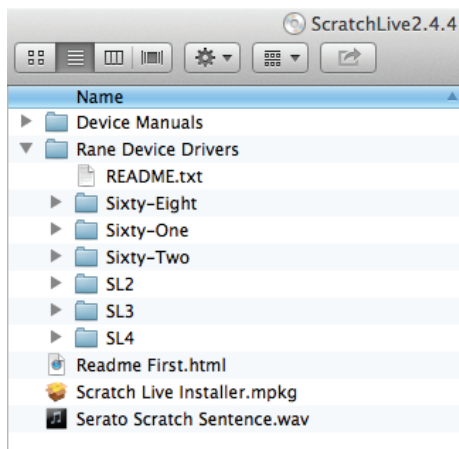 ScratchLive2.4.4
Name
Device Manuals
Rane Device Drivers
README.txt
Sixty-Eight
Sixty-One
Sixty-Two
SL2
SL3
SL4
Readme First.html
Scratch Live Installer.mpkg
Serato Scratch Sentence.wav